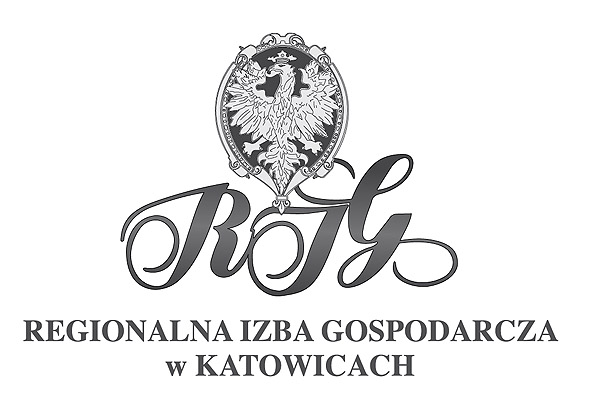 RIG
REGIONALNA IZBA GOSPODARCZA
w KATOWICACH